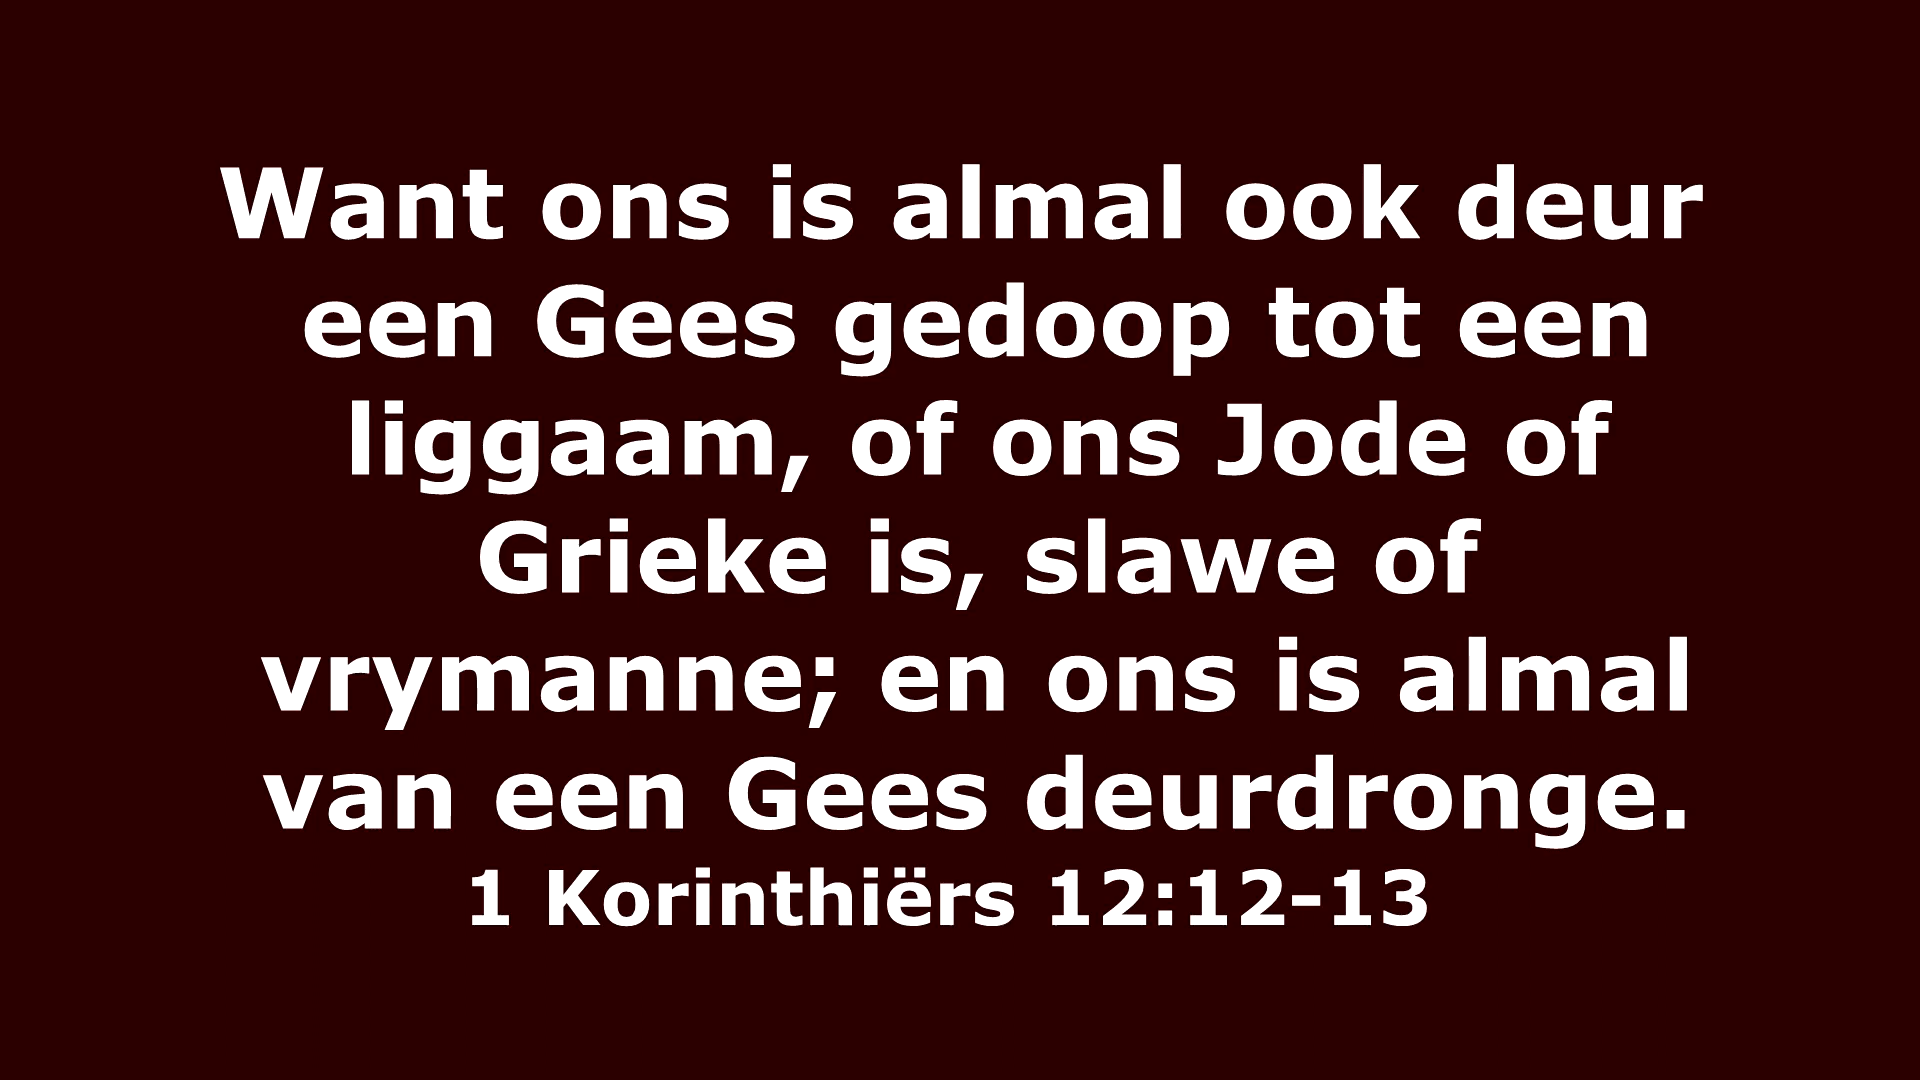 Want ons is almal ook deur
een Gees gedoop tot een
liggaam, of ons Jode of
Grieke is, slawe of
vrymanne; en ons is almal
van een Gees deurdronge.
1 Korinthiërs 12:12-13